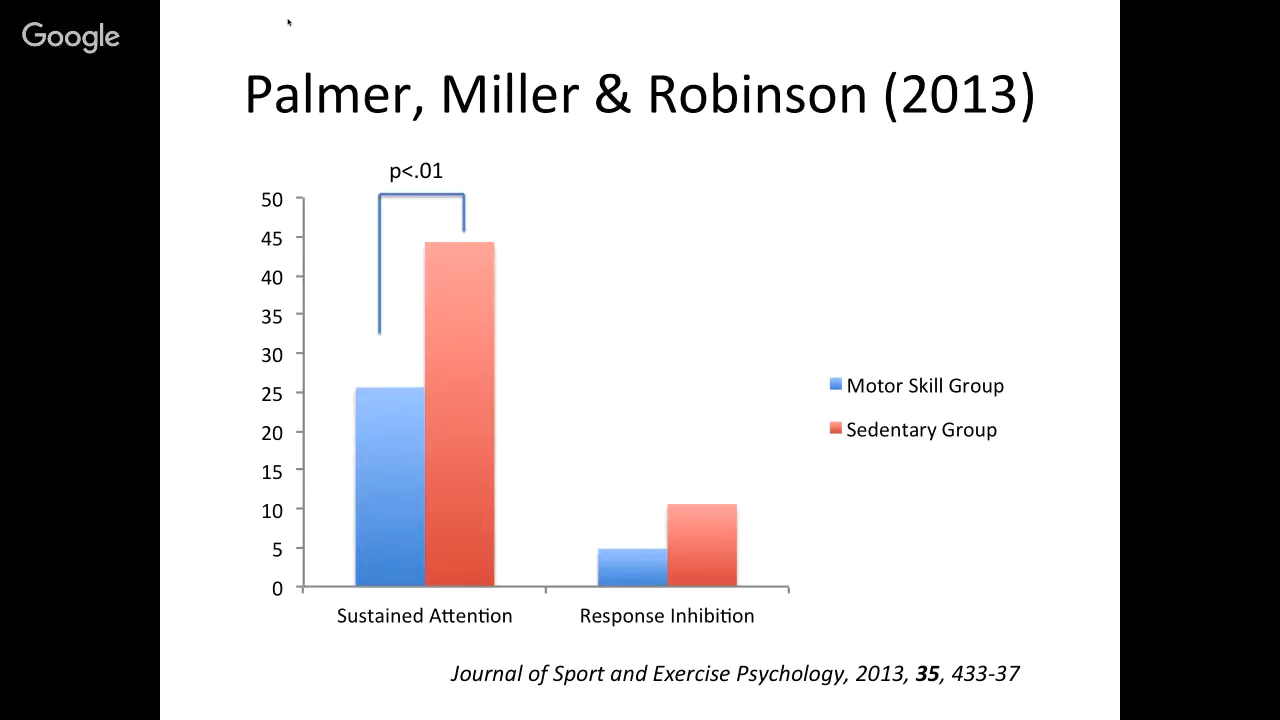 Google
Palmer, Miller & Robinson (2013)
p<.01
50
45
40
35
30
25
20
15
10
5
0
Motor Skill Group
Sedentary Group
Sustained Attention
Response Inhibition
Journal of Sport and Exercise Psychology, 2013, 35, 433-37